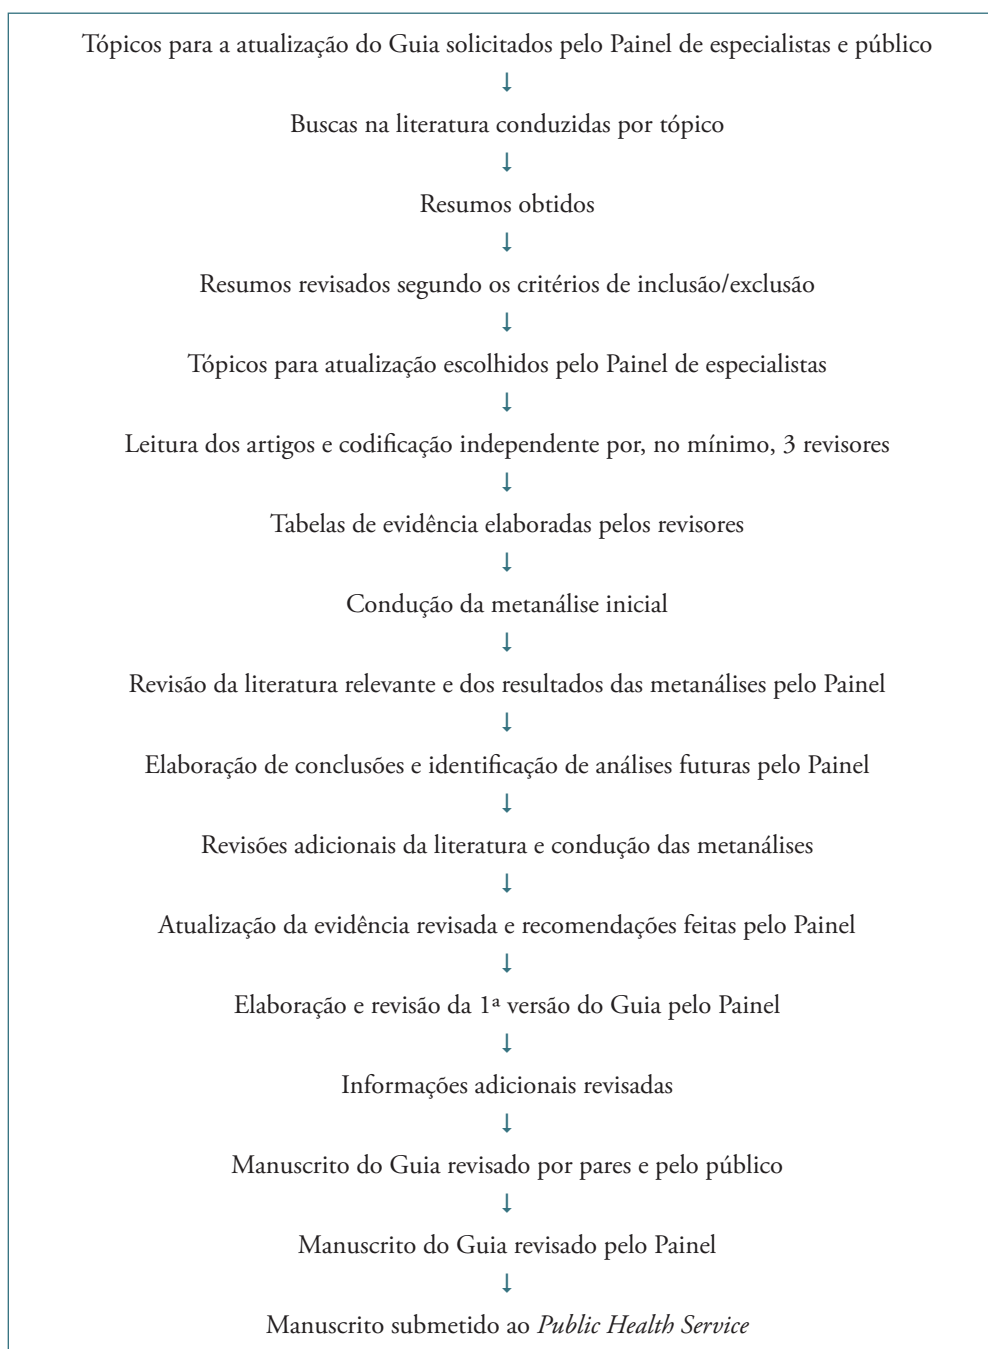 Tópicos para a atualização do Guia solicitados pelo Painel de especialistas e público
↓
Buscas na literatura conduzidas por tópico
↓
Resumos obtidos
↓
Resumos revisados segundo os critérios de inclusão/exclusão
↓
Tópicos para atualização escolhidos pelo Painel de especialistas
↓
Leitura dos artigos e codificação independente por, no mínimo, 3 revisores
↓
Tabelas de evidência elaboradas pelos revisores
↓
Condução da metanálise inicial
↓
Revisão da literatura relevante e dos resultados das metanálises pelo Painel
↓
Elaboração de conclusões e identificação de análises futuras pelo Painel
↓
Revisões adicionais da literatura e condução das metanálises
↓
Atualização da evidência revisada e recomendações feitas pelo Painel
↓
Elaboração e revisão da 1ª versão do Guia pelo Painel
↓
Informações adicionais revisadas
↓
Manuscrito do Guia revisado por pares e pelo público
↓
Manuscrito do Guia revisado pelo Painel
↓
Manuscrito submetido ao Public Health Service